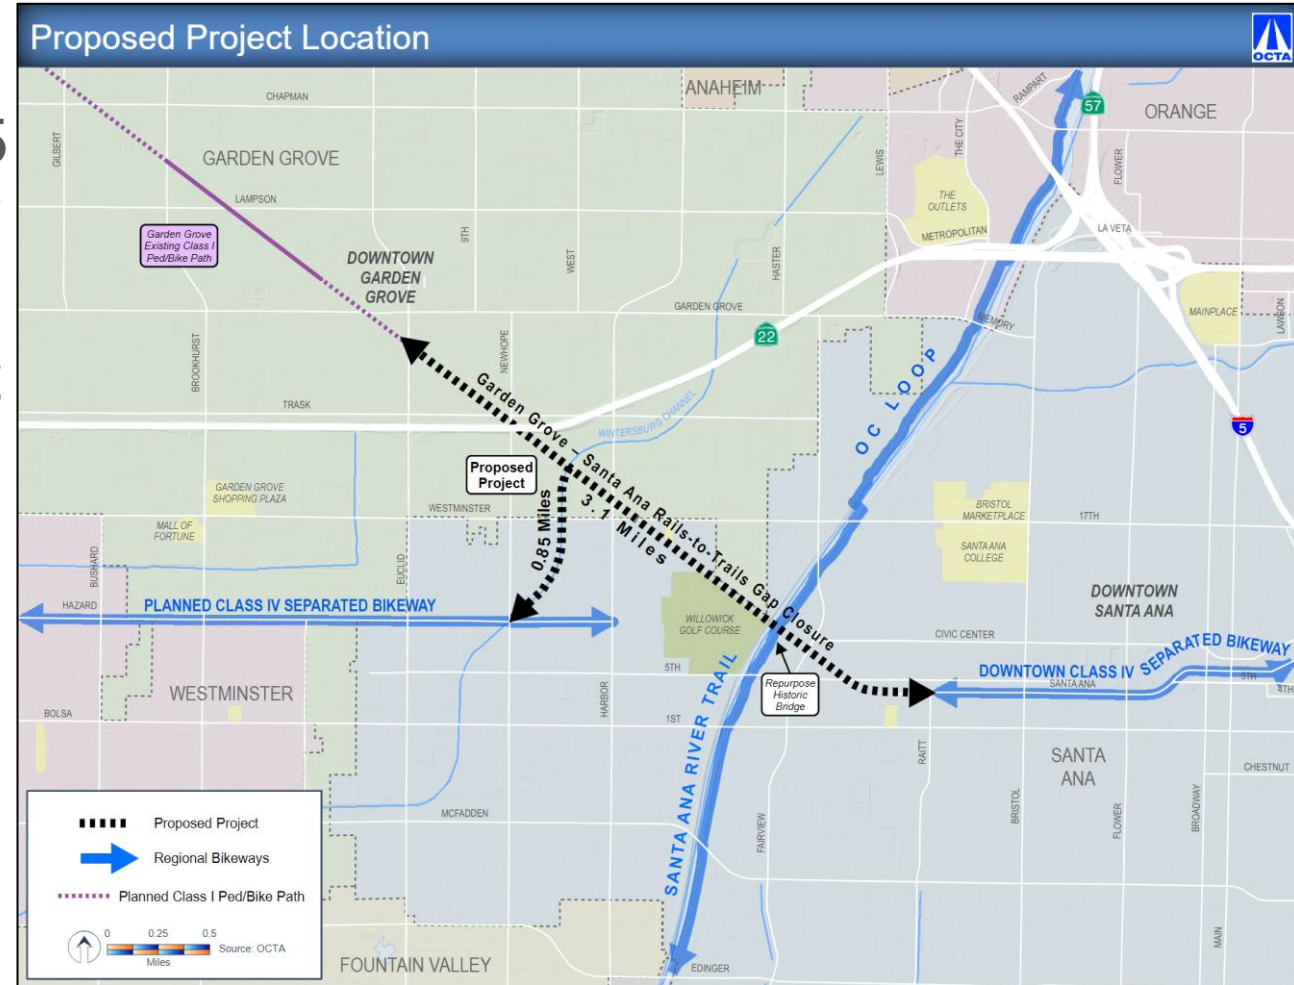 Proposed Project Location
OCTA
ANAHEIM
ORANGE
CHAPMAN
RAMPART
57
GILBERT
GARDEN GROVE
LEWIS
THE CITY
FLOWER
LAMPSON
THE
OUTLETS
Garden Grove
Existing Class I
Ped/Bike Path
9TH
WEST
HASTER
METROPOLITAN
LA VETA
DOWNTOWN
GARDEN
GROVE
GARDEN GROVE
MEMORY
MAINPLACE
LAWSON
22
BROOKHURST
NEWHOPE
TRASK
WINTERSBURG CHANNEL
OC LOOP
5
Garden Grove – Santa Ana Rails-to-Trails Gap Closure
3.1 Miles
Proposed
Project
0.85 Miles
GARDEN GROVE
SHOPPING PLAZA
MALL OF
FORTUNE
WESTMINSTER
BRISTOL
MARKETPLACE
17TH
SANTA ANA
COLLEGE
BUSHARD
EUCLID
DOWNTOWN
SANTA ANA
HAZARD
PLANNED CLASS IV SEPARATED BIKEWAY
WILLOWICK
GOLF COURSE
CIVIC CENTER
5TH
DOWNTOWN CLASS IV SEPARATED BIKEWAY
SANTA ANA
5TH
4TH
Repurpose
Historic
Bridge
WESTMINSTER
BOLSA
HARBOR
1ST
SANTA ANA RIVER TRAIL
RAITT
SANTA
ANA
CHESTNUT
MCFADDEN
FAIRVIEW
BRISTOL
FLOWER
BROADWAY
MAIN
Proposed Project
Regional Bikeways
Planned Class I Ped/Bike Path
0 0.25 0.5
Miles
Source: OCTA
FOUNTAIN VALLEY
EDINGER